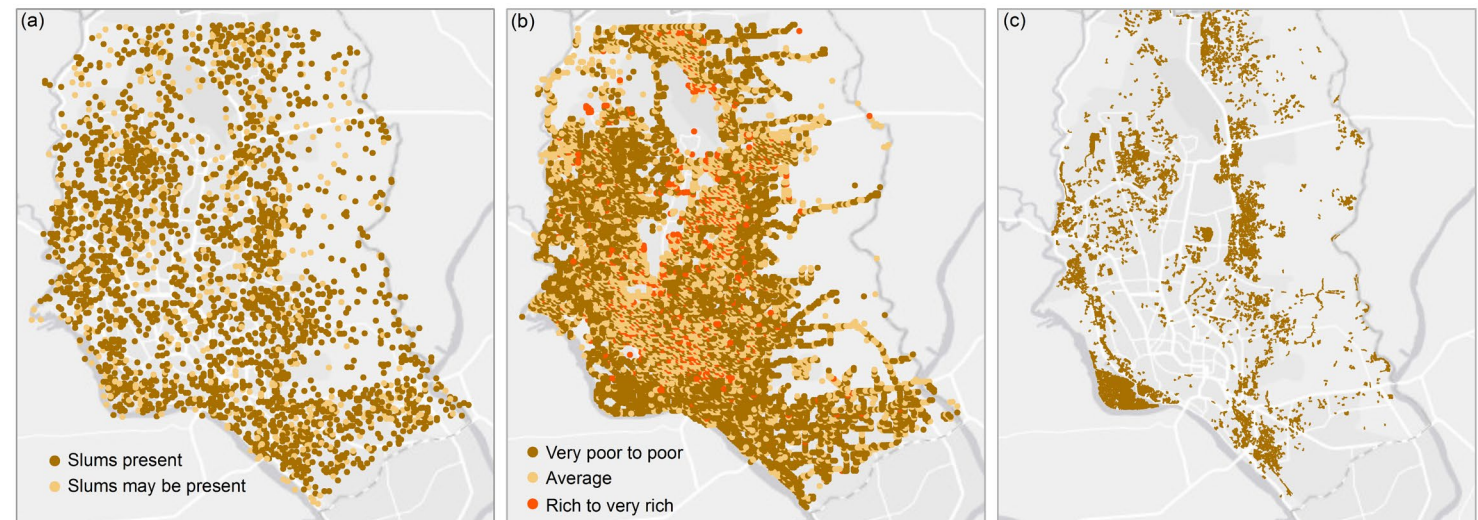 (a)
Slums present
Slums may be present
(b)
Very poor to poor
Average
Rich to very rich
(c)